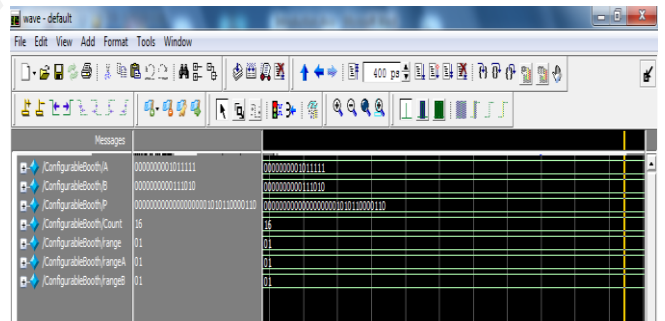 wave - default
File Edit View Add Format Tools Window
400 ps
Messages
/ConfigurableBooth/A 0000000001011111 0000000001011111
/ConfigurableBooth/B 0000000000111010 0000000000111010
/ConfigurableBooth/P 00000000000000000001010110000110 00000000000000000001010110000110
/ConfigurableBooth/Count 16 16
/ConfigurableBooth/range 01 01
/ConfigurableBooth/rangeA 01 01
/ConfigurableBooth/rangeB 01 01